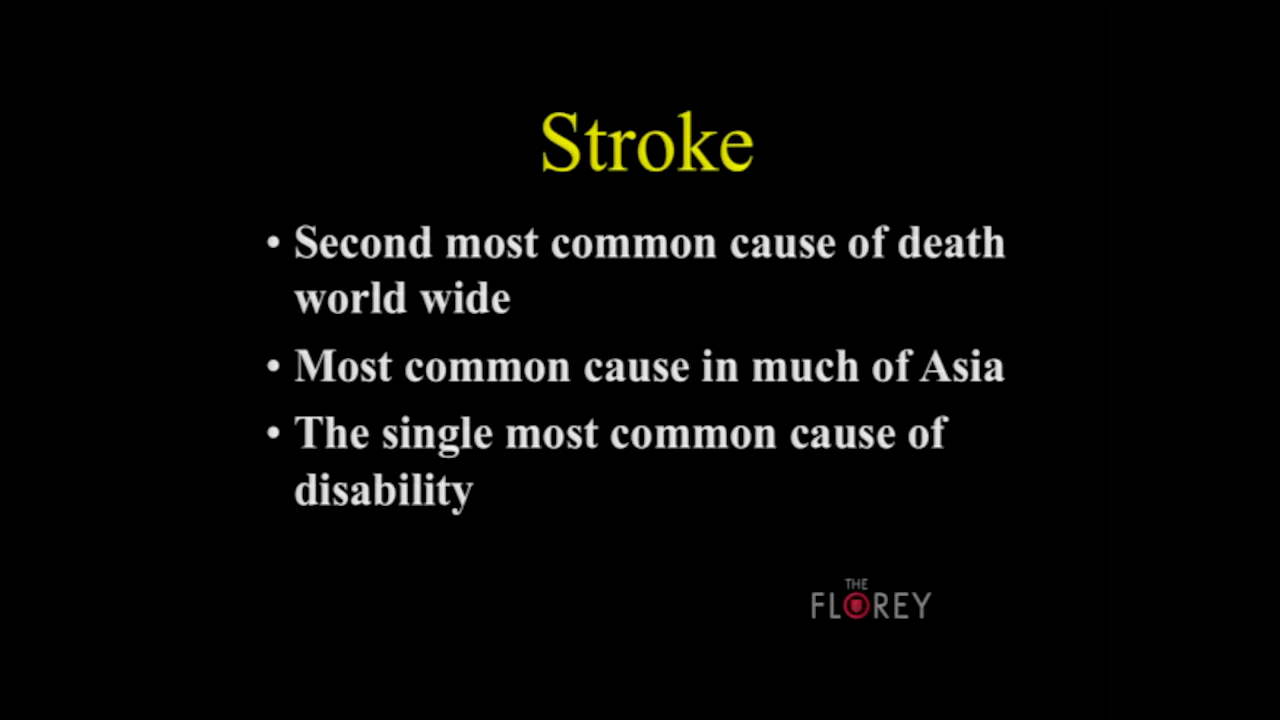 Stroke
• Second most common cause of death
world wide
• Most common cause in much of Asia
• The single most common cause of
disability
THE
FLOREY